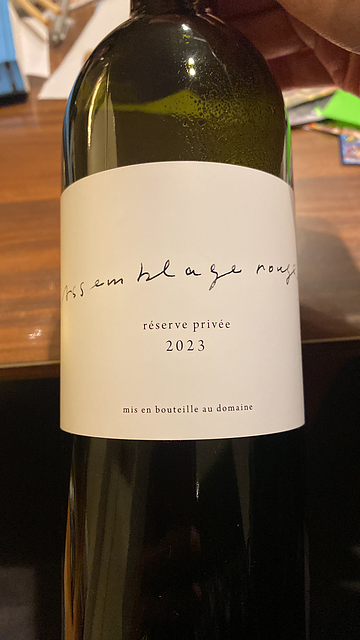 Assemblage rouge
réserve privée
2023
mis en bouteille au domaine